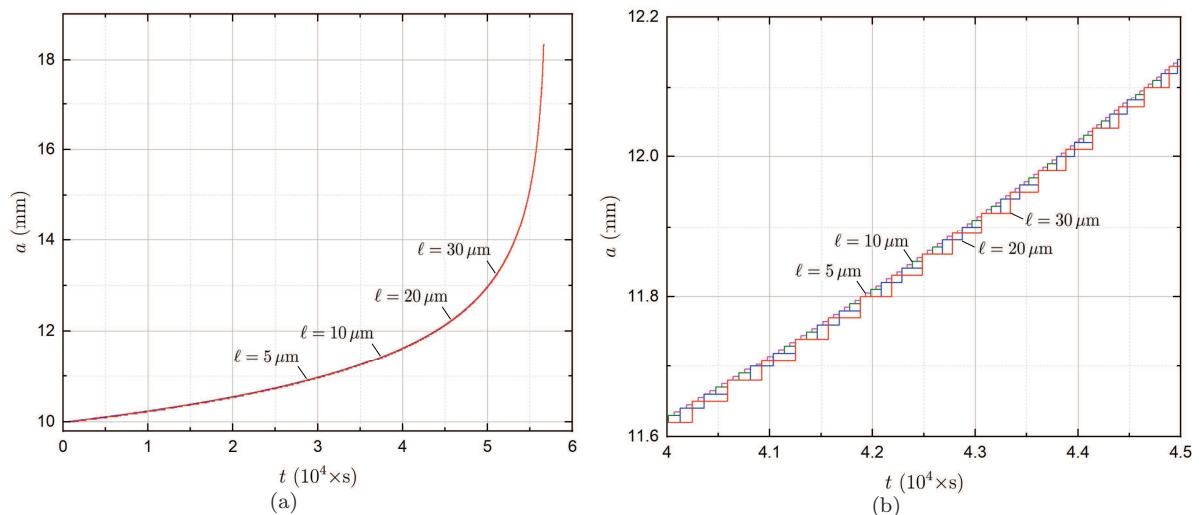 18
16
14
12
10
a (mm)
ℓ = 30 μm
ℓ = 20 μm
ℓ = 10 μm
ℓ = 5 μm
0 1 2 3 4 5 6
t (10⁴×s)
(a)
12.2
12.0
11.8
11.6
a (mm)
ℓ = 30 μm
ℓ = 10 μm
ℓ = 20 μm
ℓ = 5 μm
4 4.1 4.2 4.3 4.4 4.5
t (10⁴×s)
(b)